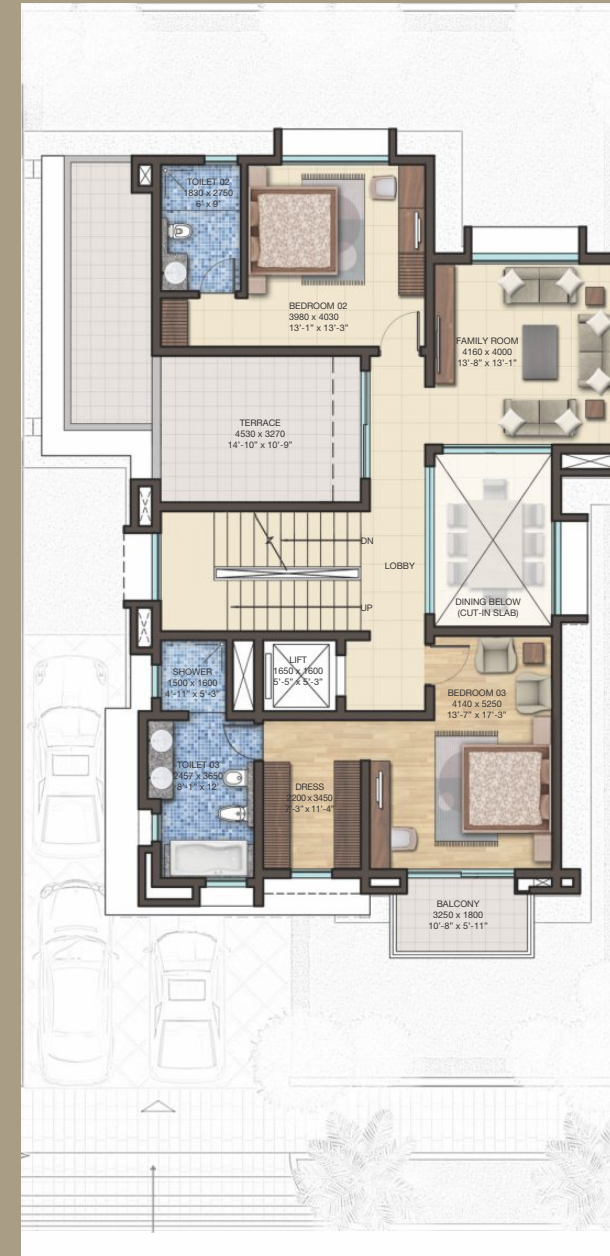 TOILET 02
1830 x 2750
6' x 9'
BEDROOM 02
3980 x 4030
13'-1" x 13'-3"
FAMILY ROOM
4160 x 4000
13'-8" x 13'-1"
TERRACE
4530 x 3270
14'-10" x 10'-9"
DN
LOBBY
UP
DINING BELOW
(CUT-IN SLAB)
LIFT
1650 x 1600
5'-5" x 5'-3"
SHOWER
1500 x 1600
4'-11" x 5'-3"
BEDROOM 03
4140 x 5250
13'-7" x 17'-3"
TOILET 03
2457 x 3650
8'-1" x 12'
DRESS
2200 x 3450
7'-3" x 11'-4"
BALCONY
3250 x 1800
10'-8" x 5'-11"